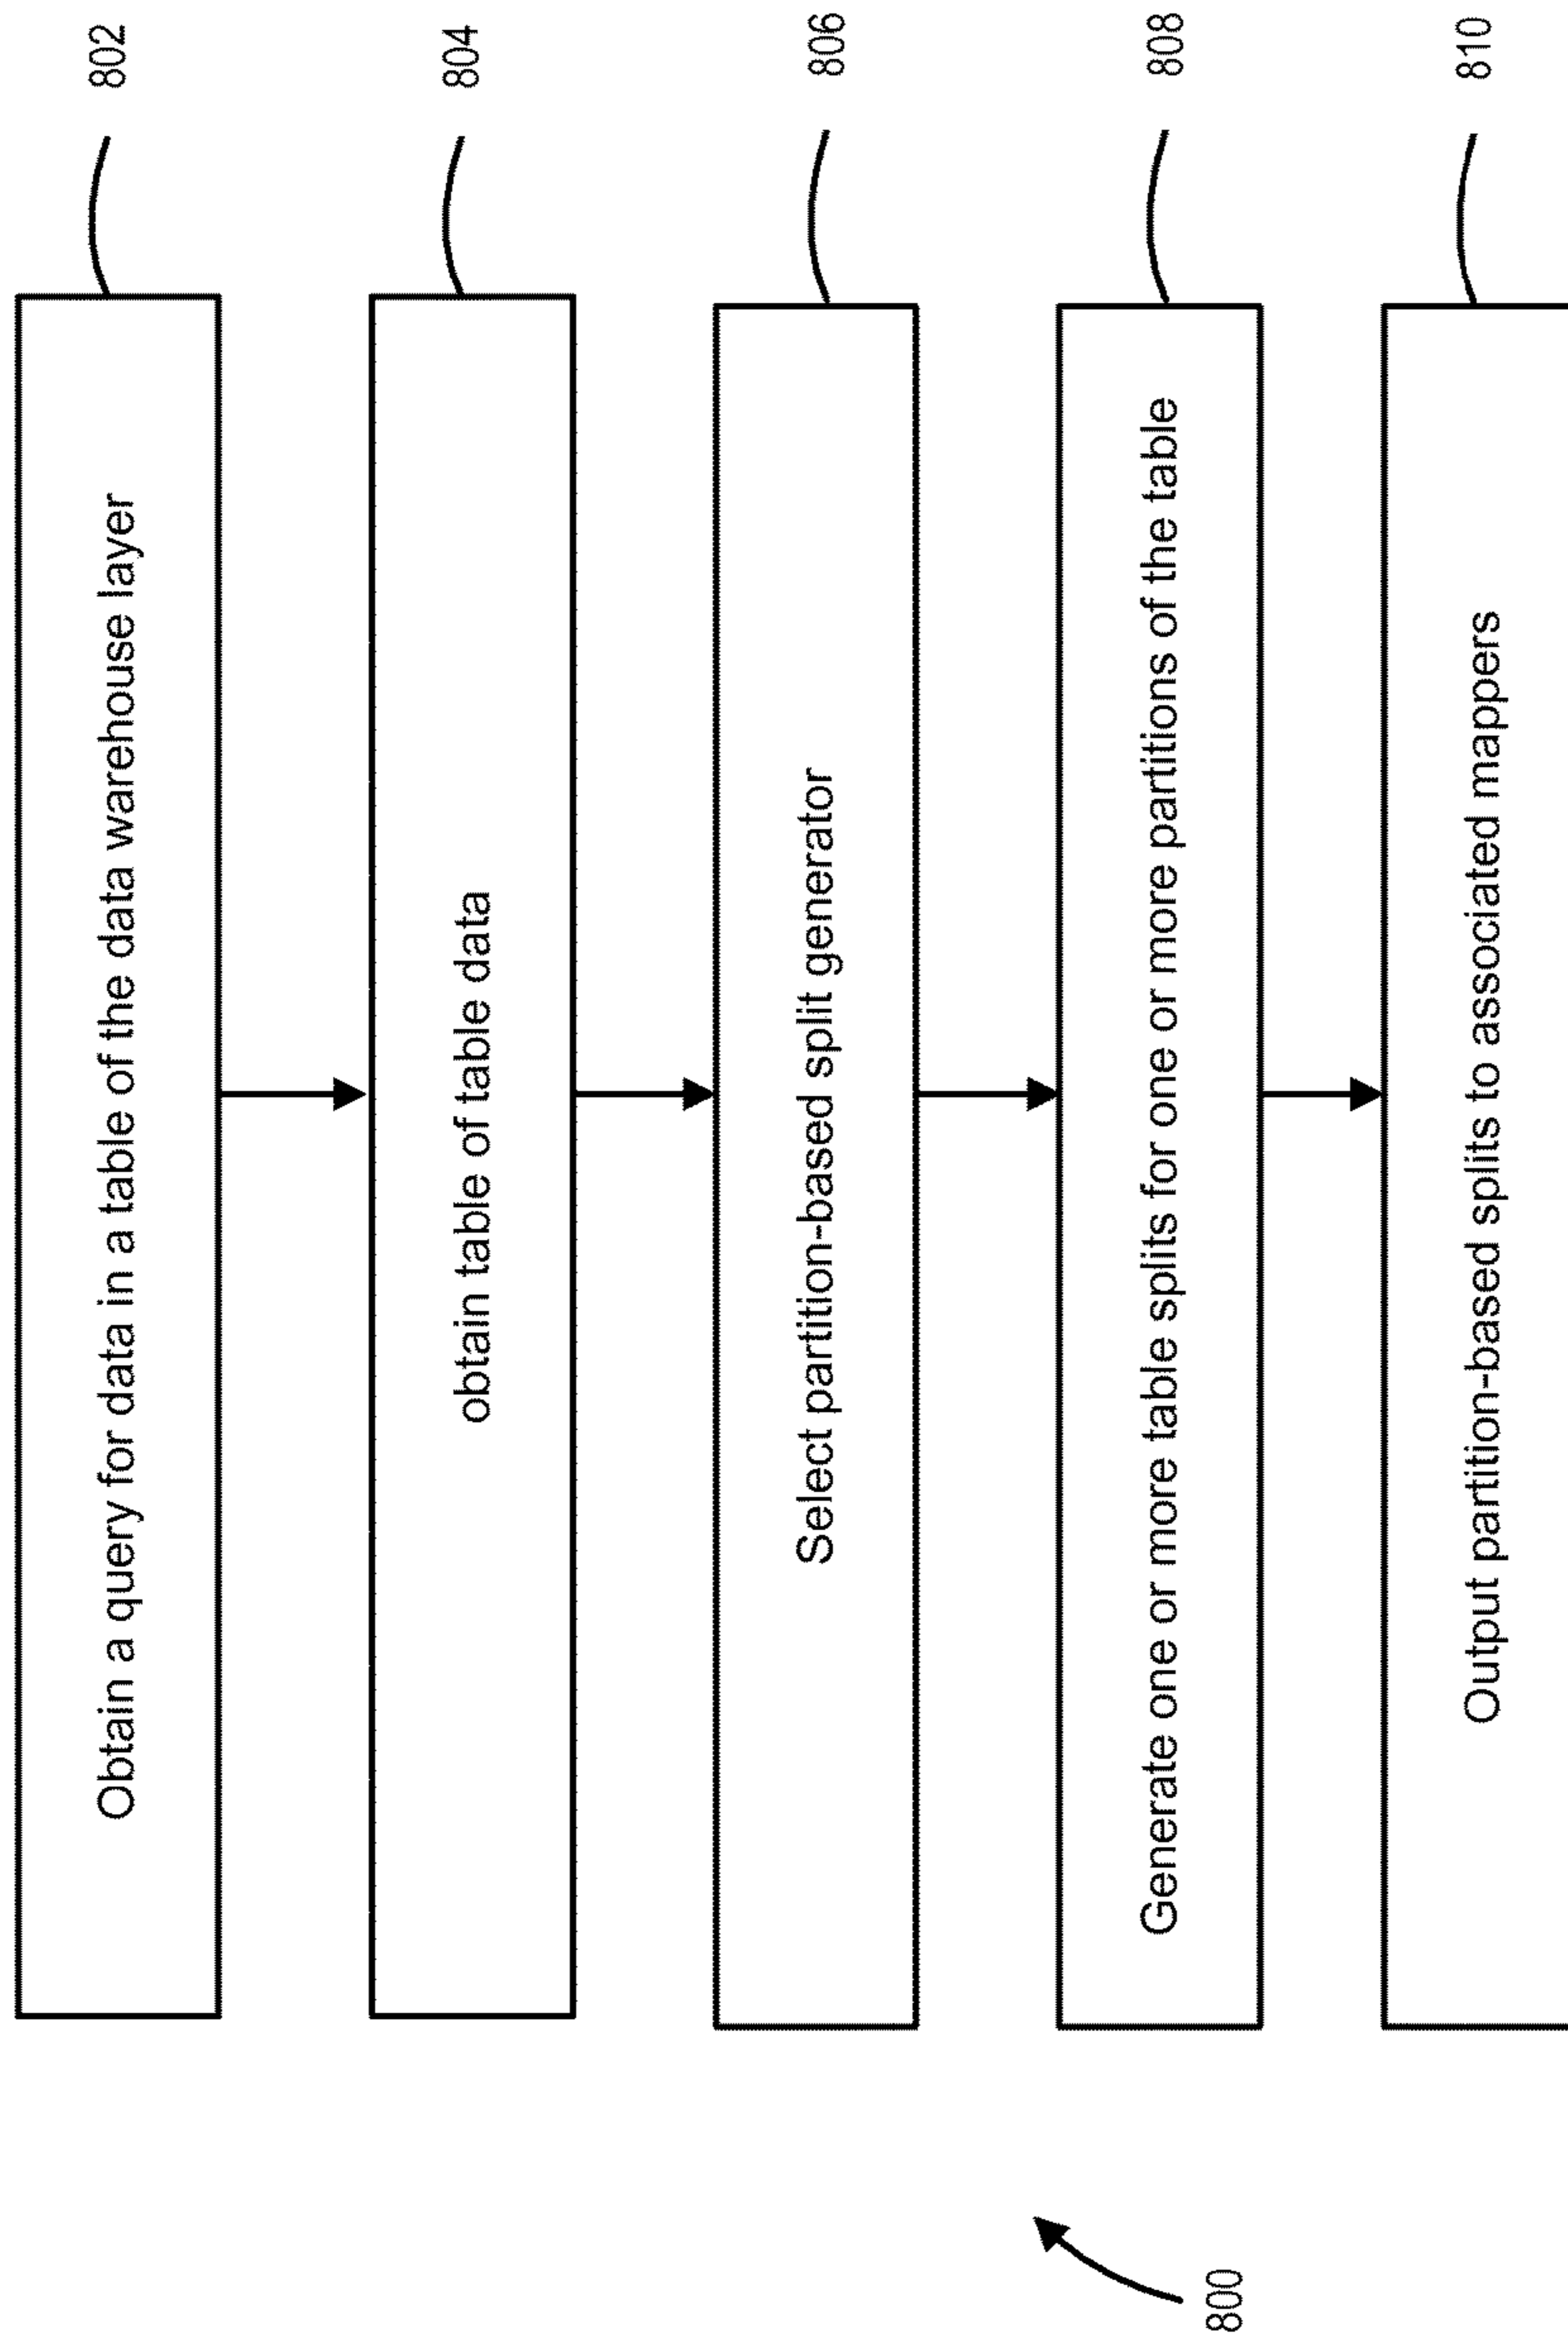 Obtain a query for data in a table of the data warehouse layer
802
obtain table of table data
804
Select partition-based split generator
806
Generate one or more table splits for one or more partitions of the table
808
Output partition-based splits to associated mappers
810
800